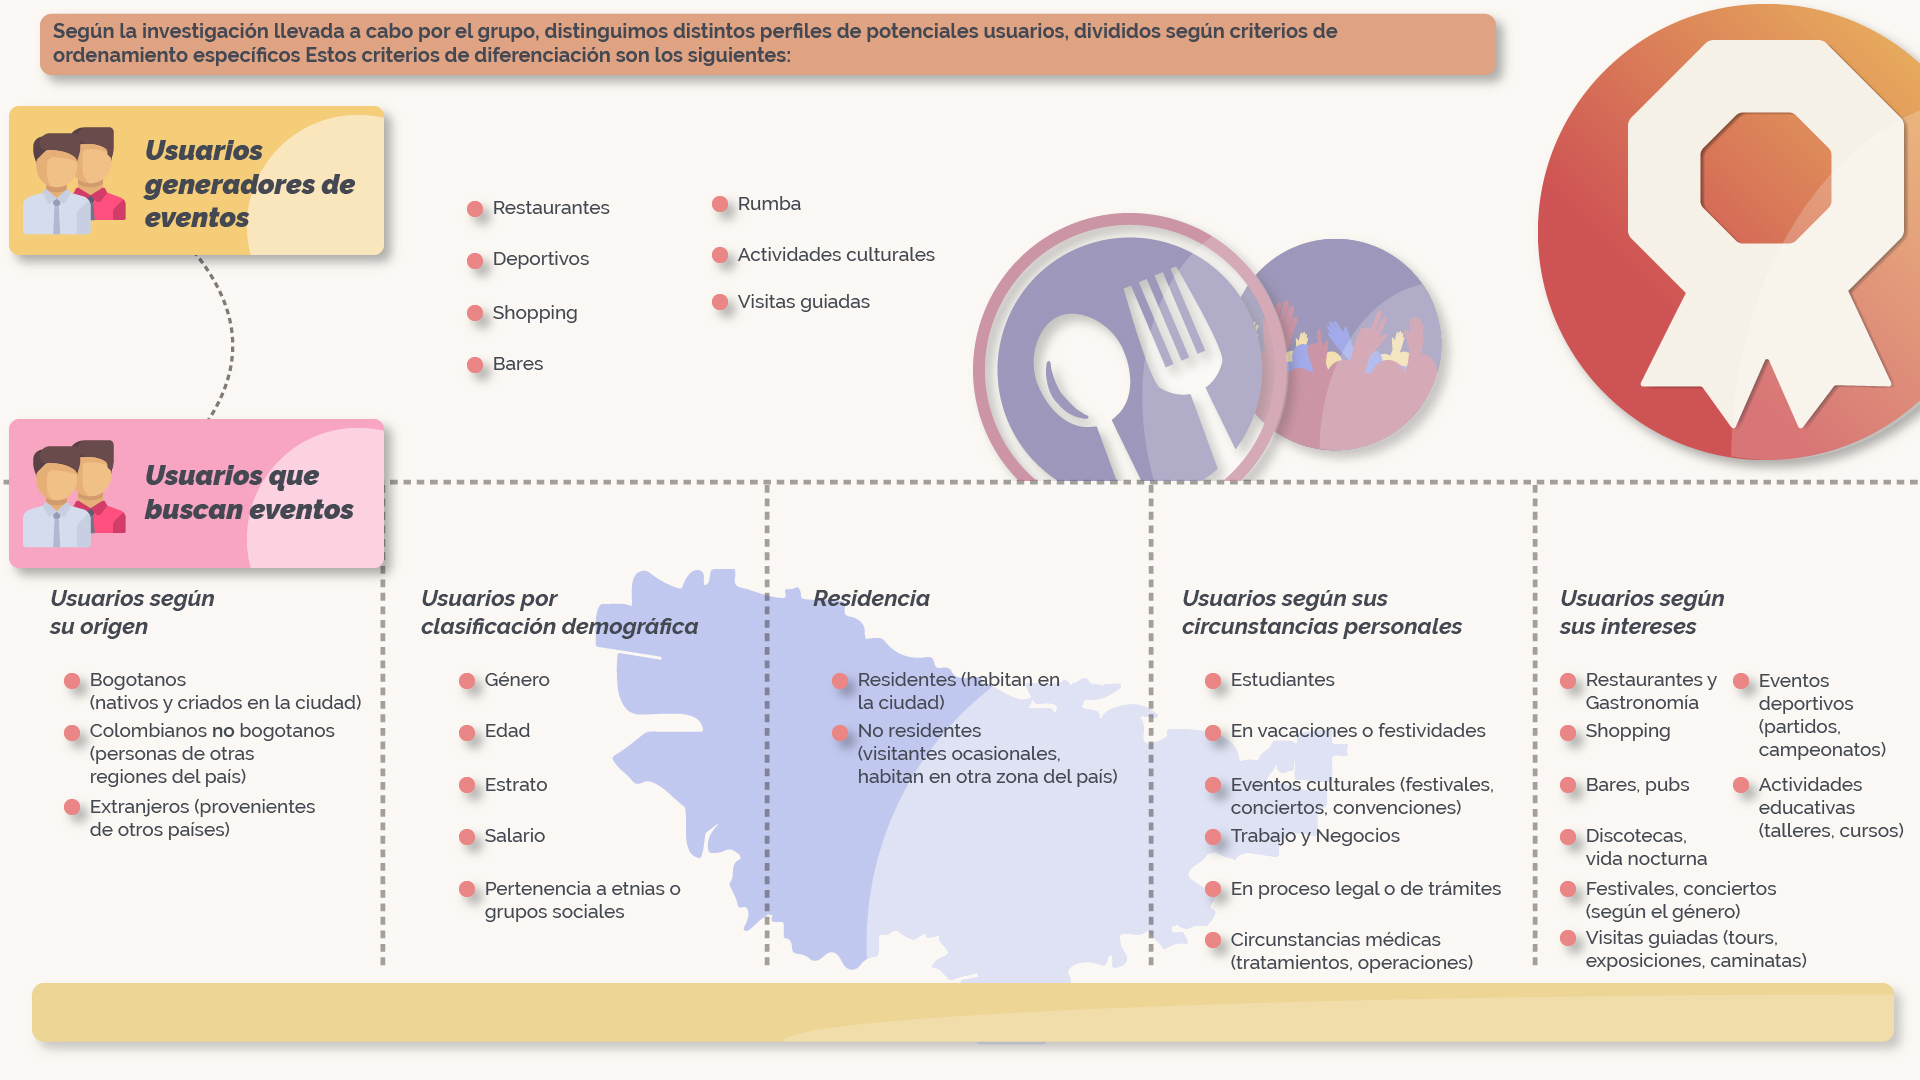 Según la investigación llevada a cabo por el grupo, distinguimos distintos perfiles de potenciales usuarios, divididos según criterios de
ordenamiento específicos Estos criterios de diferenciación son los siguientes:
Usuarios
generadores de
eventos
Restaurantes
Deportivos
Shopping
Bares
Rumba
Actividades culturales
Visitas guiadas
Usuarios que
buscan eventos
Usuarios según
su origen
Bogotanos
(nativos y criados en la ciudad)
Colombianos no bogotanos
(personas de otras
regiones del país)
Extranjeros (provenientes
de otros países)
Usuarios por
clasificación demográfica
Género
Edad
Estrato
Salario
Pertenencia a etnias o
grupos sociales
Residencia
Residentes (habitan en
la ciudad)
No residentes
(visitantes ocasionales,
habitan en otra zona del país)
Usuarios según sus
circunstancias personales
Estudiantes
En vacaciones o festividades
Eventos culturales (festivales,
conciertos, convenciones)
Trabajo y Negocios
En proceso legal o de trámites
Circunstancias médicas
(tratamientos, operaciones)
Usuarios según
sus intereses
Restaurantes y
Gastronomía
Shopping
Bares, pubs
Discotecas,
vida nocturna
Festivales, conciertos
(según el género)
Visitas guiadas (tours,
exposiciones, caminatas)
Eventos
deportivos
(partidos,
campeonatos)
Actividades
educativas
(talleres, cursos)